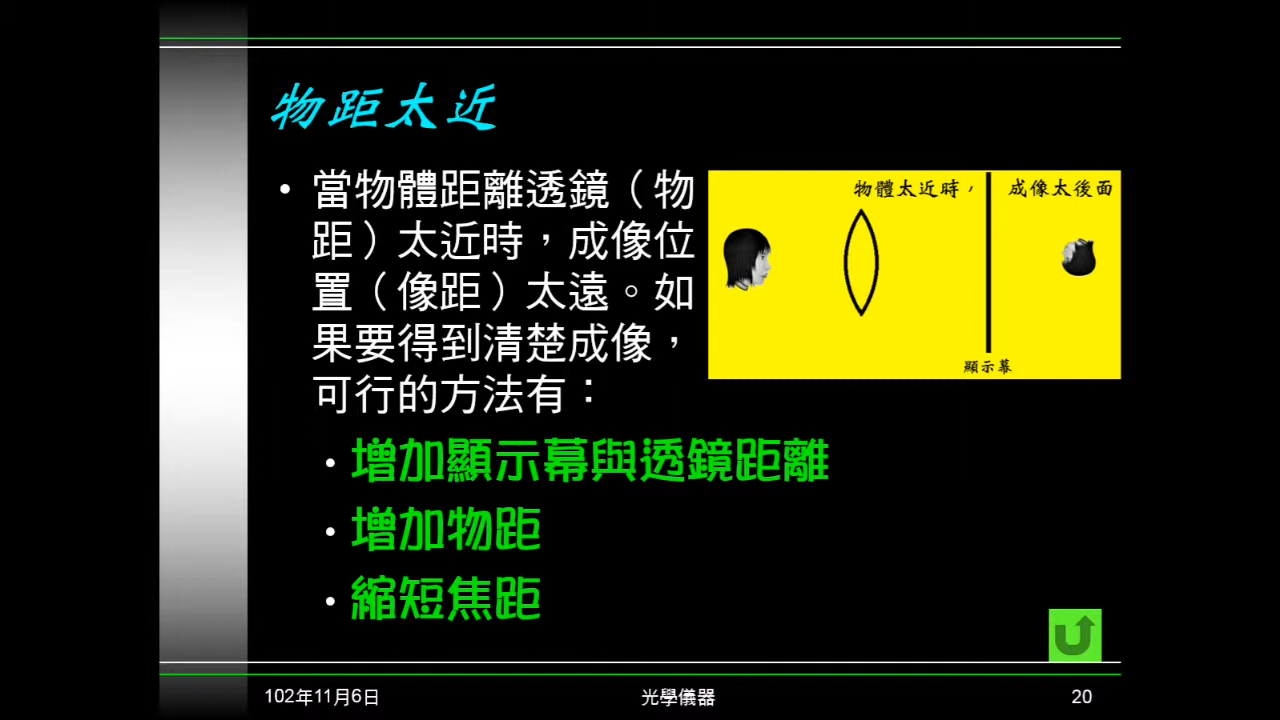 物距太近
• 當物體距離透鏡（物
距）太近時，成像位
置（像距）太遠。如
果要得到清楚成像，
可行的方法有：
• 增加顯示幕與透鏡距離
• 增加物距
• 縮短焦距
物體太近時，
成像太後面
顯示幕
102年11月6日
光學儀器
20